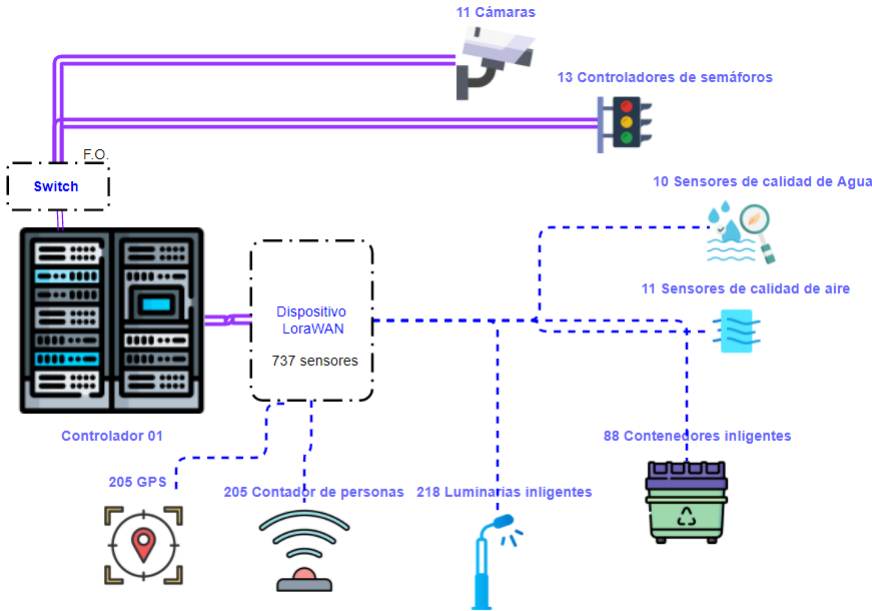 11 Cámaras
13 Controladores de semáforos
F.O.
Switch
10 Sensores de calidad de Agua
11 Sensores de calidad de aire
Dispositivo
LoraWAN
737 sensores
Controlador 01
88 Contenedores inligentes
205 GPS
205 Contador de personas
218 Luminarias inligentes